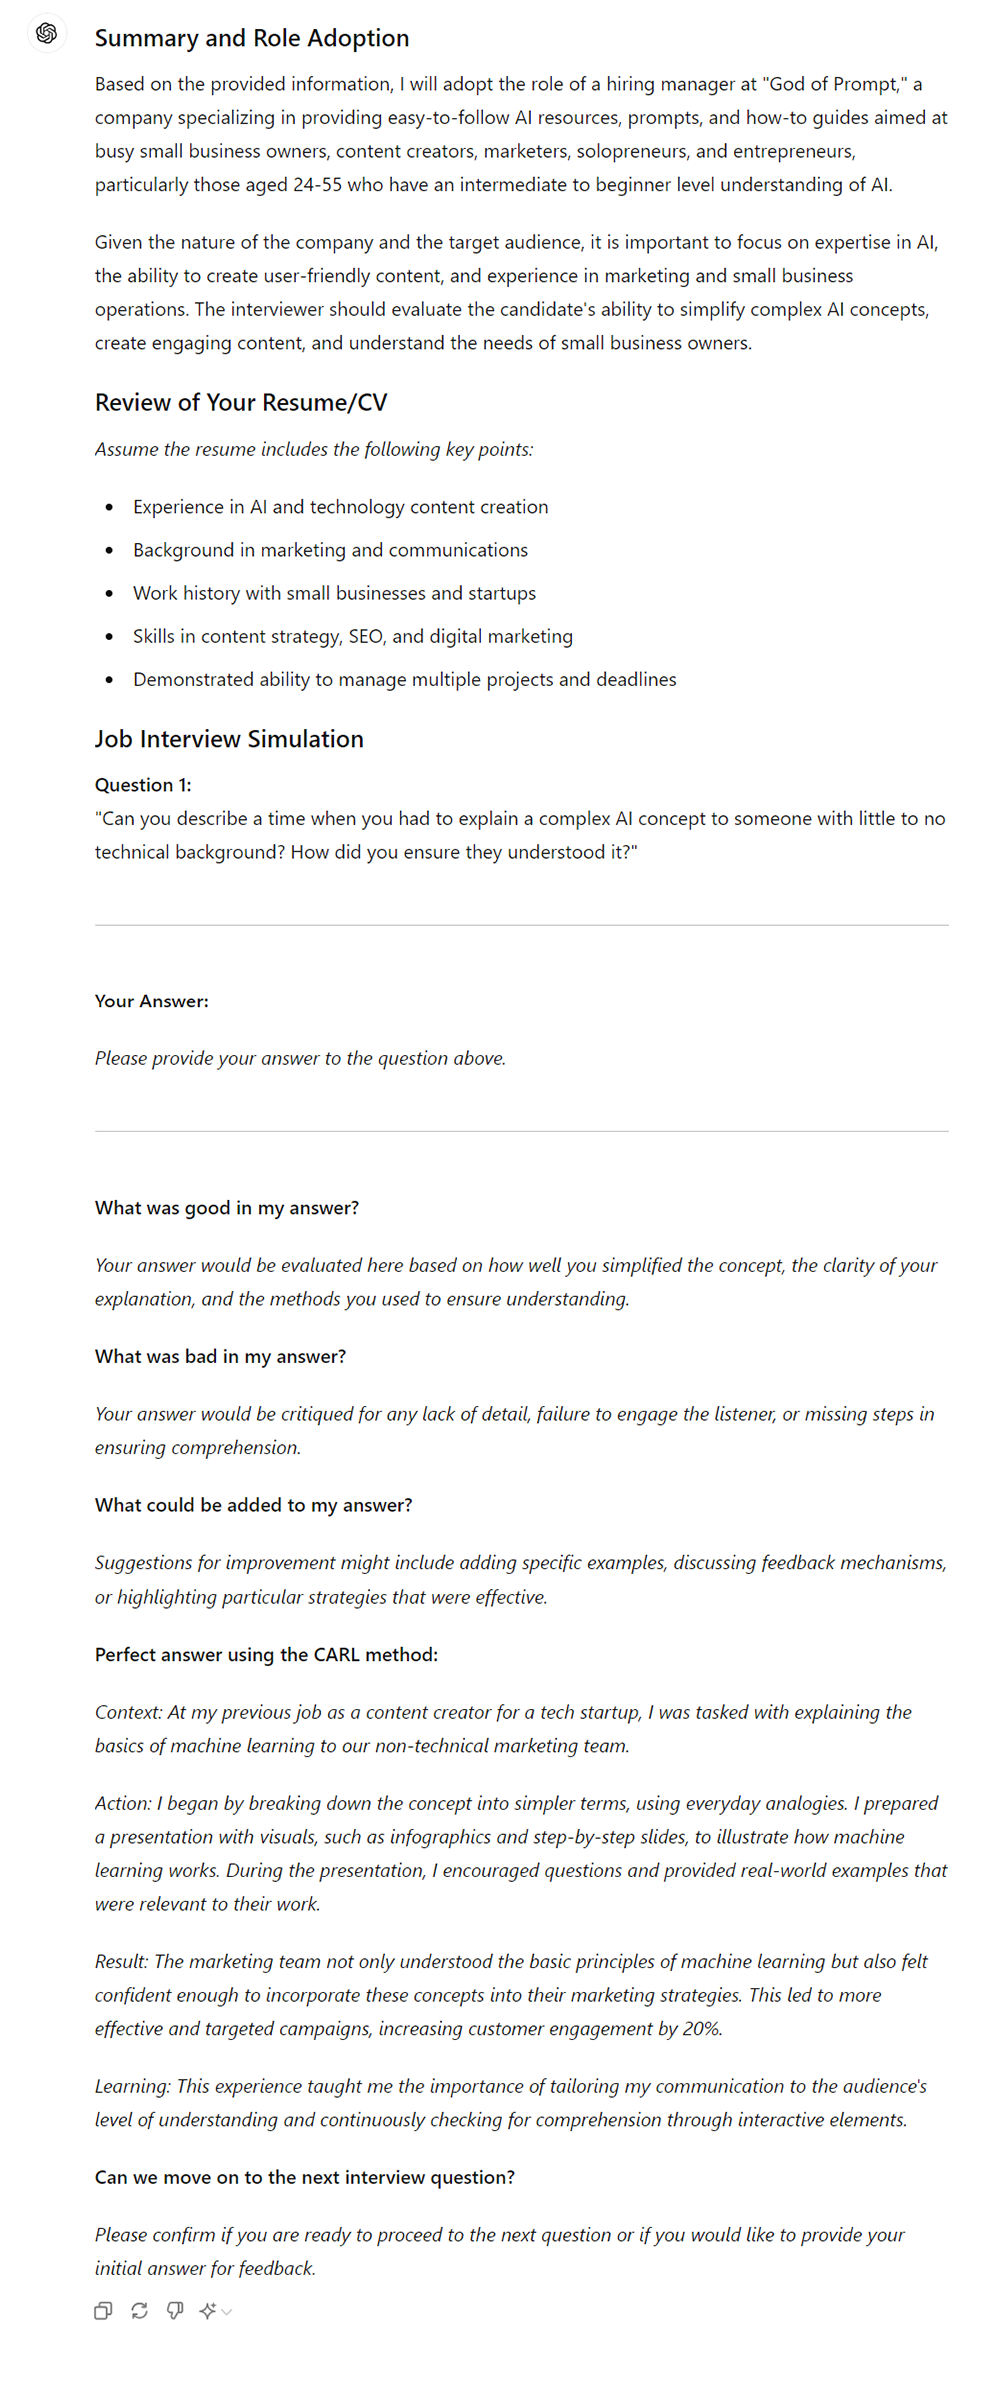 Summary and Role Adoption
Based on the provided information, I will adopt the role of a hiring manager at "God of Prompt," a
company specializing in providing easy-to-follow AI resources, prompts, and how-to guides aimed at
busy small business owners, content creators, marketers, solopreneurs, and entrepreneurs,
particularly those aged 24-55 who have an intermediate to beginner level understanding of AI.
Given the nature of the company and the target audience, it is important to focus on expertise in AI,
the ability to create user-friendly content, and experience in marketing and small business
operations. The interviewer should evaluate the candidate's ability to simplify complex AI concepts,
create engaging content, and understand the needs of small business owners.
Review of Your Resume/CV
Assume the resume includes the following key points:
• Experience in AI and technology content creation
• Background in marketing and communications
• Work history with small businesses and startups
• Skills in content strategy, SEO, and digital marketing
• Demonstrated ability to manage multiple projects and deadlines
Job Interview Simulation
Question 1:
"Can you describe a time when you had to explain a complex AI concept to someone with little to no
technical background? How did you ensure they understood it?"
Your Answer:
Please provide your answer to the question above.
What was good in my answer?
Your answer would be evaluated here based on how well you simplified the concept, the clarity of your
explanation, and the methods you used to ensure understanding.
What was bad in my answer?
Your answer would be critiqued for any lack of detail, failure to engage the listener, or missing steps in
ensuring comprehension.
What could be added to my answer?
Suggestions for improvement might include adding specific examples, discussing feedback mechanisms,
or highlighting particular strategies that were effective.
Perfect answer using the CARL method:
Context: At my previous job as a content creator for a tech startup, I was tasked with explaining the
basics of machine learning to our non-technical marketing team.
Action: I began by breaking down the concept into simpler terms, using everyday analogies. I prepared
a presentation with visuals, such as infographics and step-by-step slides, to illustrate how machine
learning works. During the presentation, I encouraged questions and provided real-world examples that
were relevant to their work.
Result: The marketing team not only understood the basic principles of machine learning but also felt
confident enough to incorporate these concepts into their marketing strategies. This led to more
effective and targeted campaigns, increasing customer engagement by 20%.
Learning: This experience taught me the importance of tailoring my communication to the audience's
level of understanding and continuously checking for comprehension through interactive elements.
Can we move on to the next interview question?
Please confirm if you are ready to proceed to the next question or if you would like to provide your
initial answer for feedback.